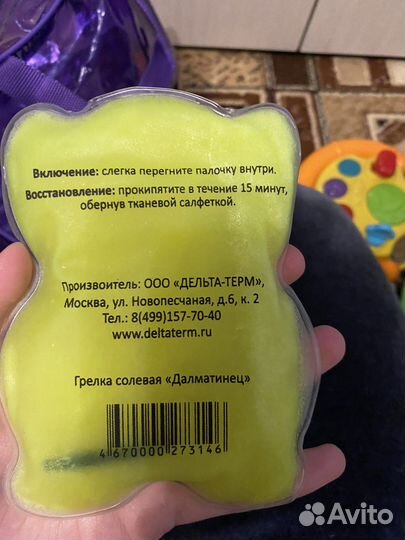 Включение: слегка перегните палочку внутри.
Восстановление: прокипятите в течение 15 минут,
обернув тканевой салфеткой.
Произвоитель: ООО «ДЕЛЬТА-ТЕРМ»,
Москва, ул. Новопесчаная, д.6, к. 2
Тел.: 8(499)157-70-40
www.deltaterm.ru
Грелка солевая «Далматинец»
4 670000 273146
Avito